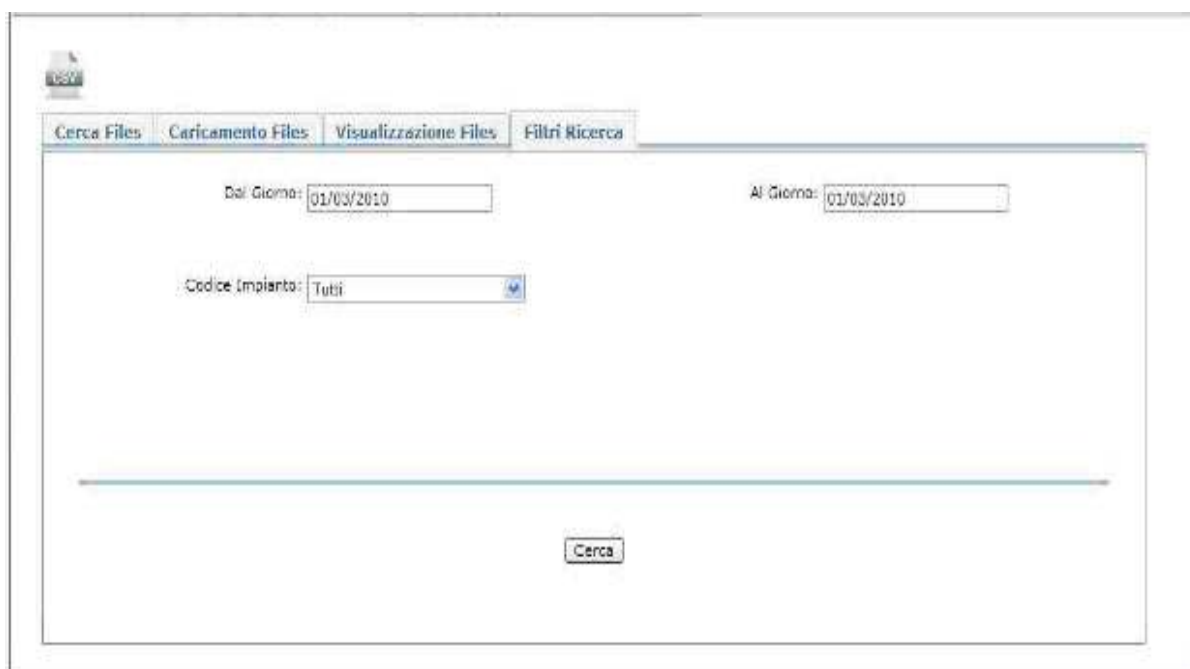 CSV
Cerca Files Caricamento Files Visualizzazione Files Filtri Ricerca
Dal Giorno: 01/03/2010 Al Giorno: 01/03/2010
Codice Impianto: Tutti
Cerca